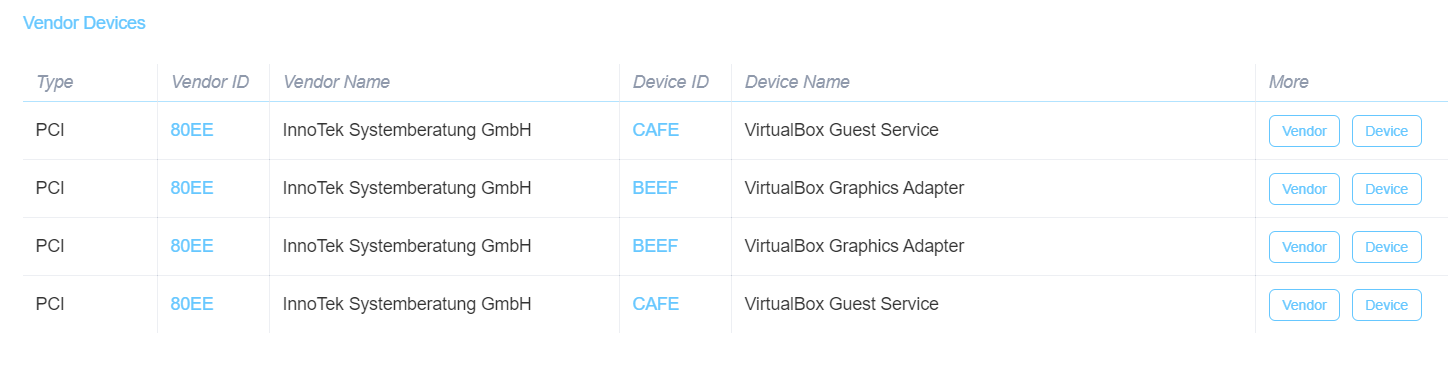 Vendor Devices
Type Vendor ID Vendor Name Device ID Device Name More
PCI 80EE InnoTek Systemberatung GmbH CAFE VirtualBox Guest Service Vendor Device
PCI 80EE InnoTek Systemberatung GmbH BEEF VirtualBox Graphics Adapter Vendor Device
PCI 80EE InnoTek Systemberatung GmbH BEEF VirtualBox Graphics Adapter Vendor Device
PCI 80EE InnoTek Systemberatung GmbH CAFE VirtualBox Guest Service Vendor Device